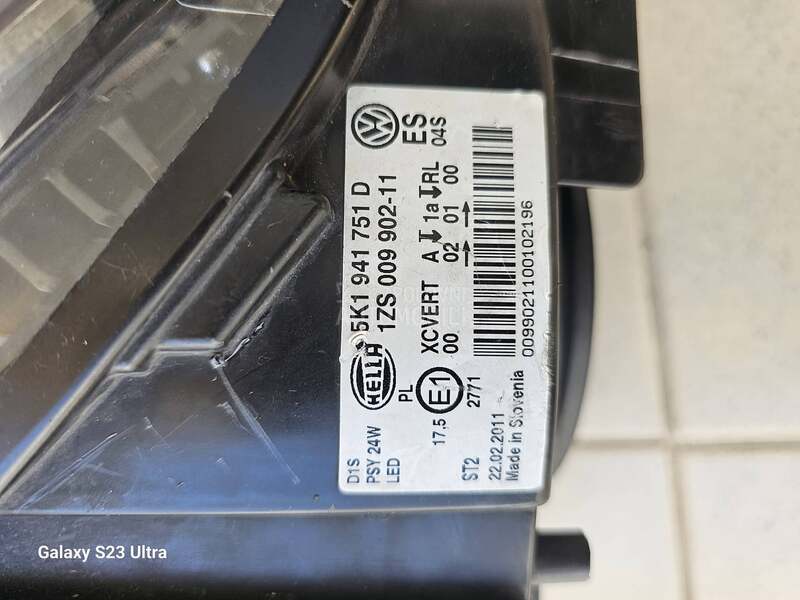 5K1 941 751 D
1ZS 009 902-11
HELLA
ES
04S
XCVERT A 1a RL
00 02 01 00
D1S
PSY 24W
LED
PL
17,5 E1
2771
ST2
22.02.2011
Made in Slovenia
0099021100102196
Galaxy S23 Ultra